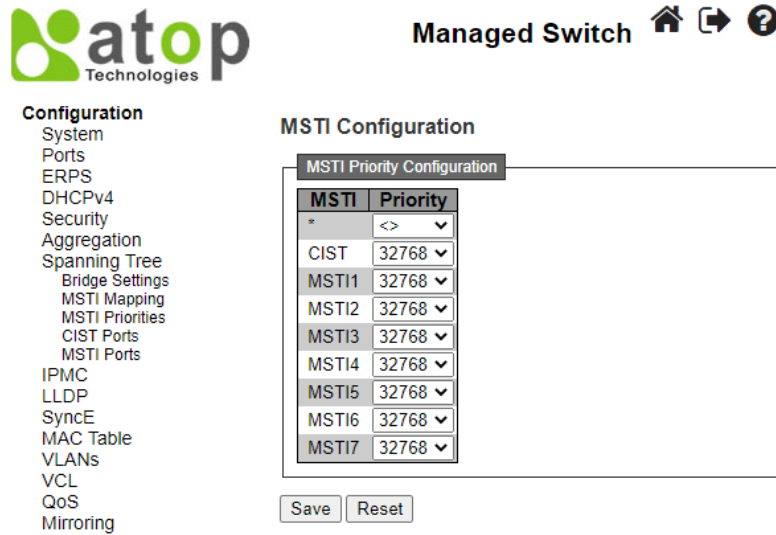 atop
Technologies
Managed Switch
Configuration
System
Ports
ERPS
DHCPv4
Security
Aggregation
Spanning Tree
Bridge Settings
MSTI Mapping
MSTI Priorities
CIST Ports
MSTI Ports
IPMC
LLDP
SyncE
MAC Table
VLANs
VCL
QoS
Mirroring
MSTI Configuration
MSTI Priority Configuration
MSTI Priority
* <>
CIST 32768
MSTI1 32768
MSTI2 32768
MSTI3 32768
MSTI4 32768
MSTI5 32768
MSTI6 32768
MSTI7 32768
Save Reset